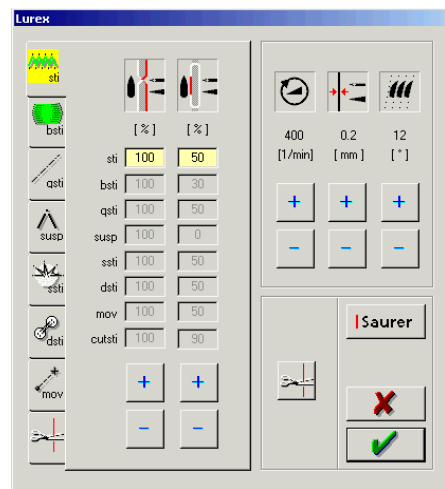 Lurex
sti
bsti
qsti
susp
ssti
dsti
mov
[ % ] [ % ]
sti 100 50
bsti 100 30
qsti 100 50
susp 100 0
ssti 100 50
dsti 100 50
mov 100 50
cutsti 100 90
+ +
− −
400 0.2 12
[1/min] [ mm ] [ ° ]
+ + +
− − −
Saurer